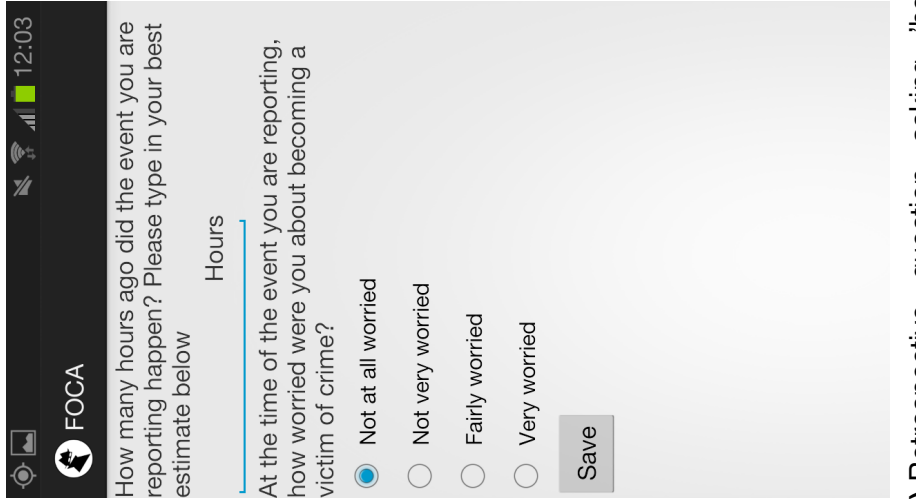 12:03
FOCA
How many hours ago did the event you are
reporting happen? Please type in your best
estimate below
Hours
At the time of the event you are reporting,
how worried were you about becoming a
victim of crime?
Not at all worried
Not very worried
Fairly worried
Very worried
Save